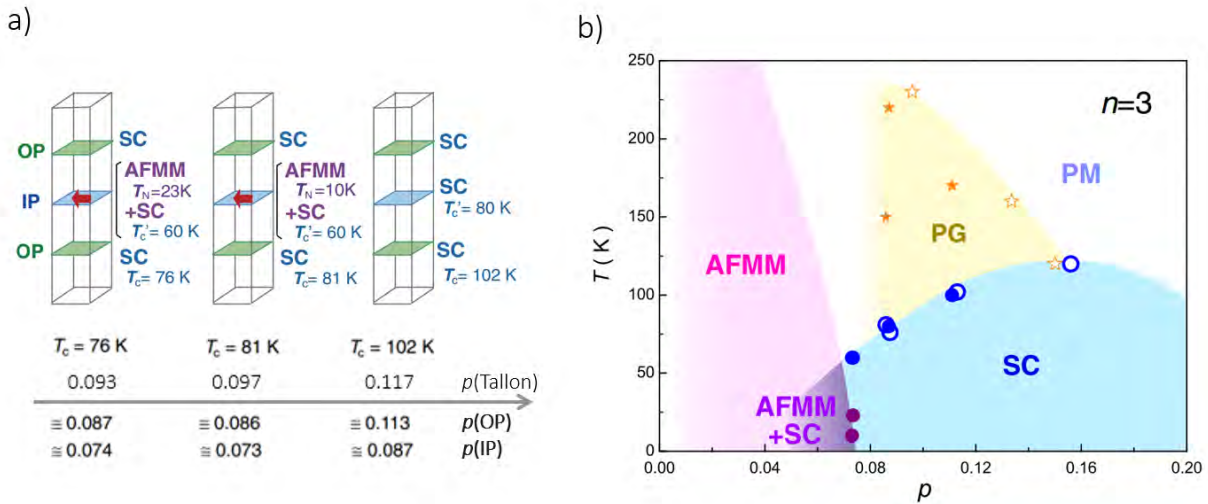 a)
OP
IP
OP
SC
AFMM
TN=23K
+SC
Tc'= 60 K
SC
Tc= 76 K
SC
AFMM
TN=10K
+SC
Tc'= 60 K
SC
Tc= 81 K
SC
SC
Tc'= 80 K
SC
Tc= 102 K
Tc = 76 K
Tc = 81 K
Tc = 102 K
0.093 0.097 0.117 p(Tallon)
≅ 0.087 ≅ 0.086 ≅ 0.113 p(OP)
≅ 0.074 ≅ 0.073 ≅ 0.087 p(IP)
b)
250
200
150
100
50
0
T ( K )
n=3
PM
PG
AFMM
SC
AFMM
+SC
0.00 0.04 0.08 0.12 0.16 0.20
p